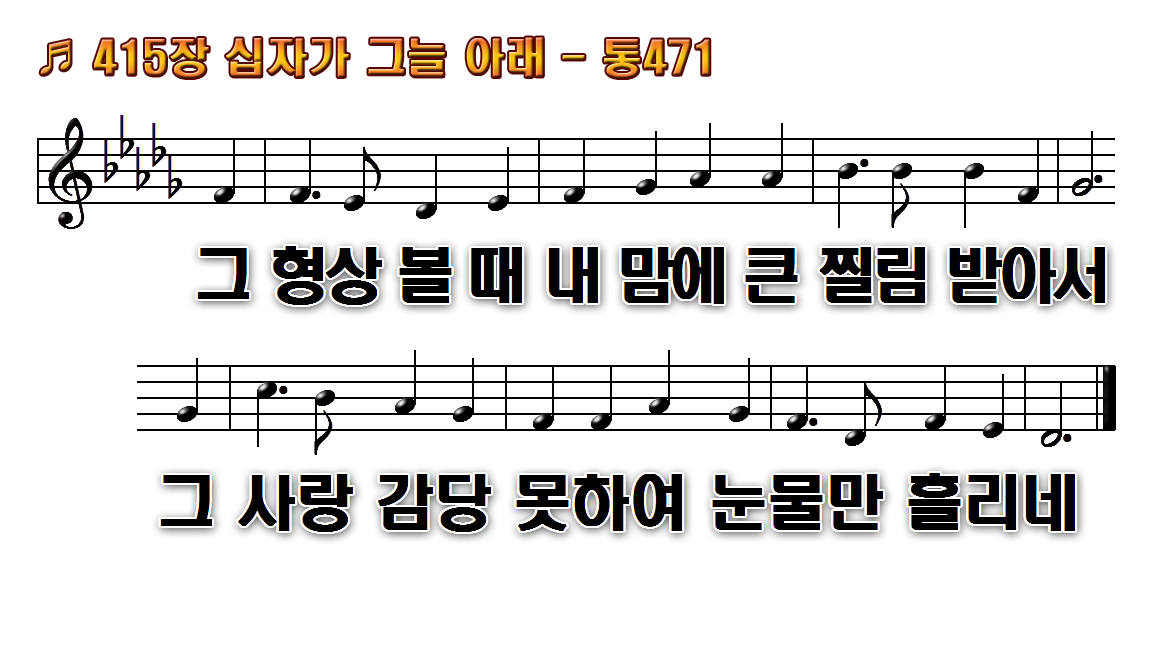 ♬ 415장 십자가 그늘 아래 - 통471
그 형상 볼 때 내 맘에 큰 찔림 받아서
그 사랑 감당 못하여 눈물만 흘리네